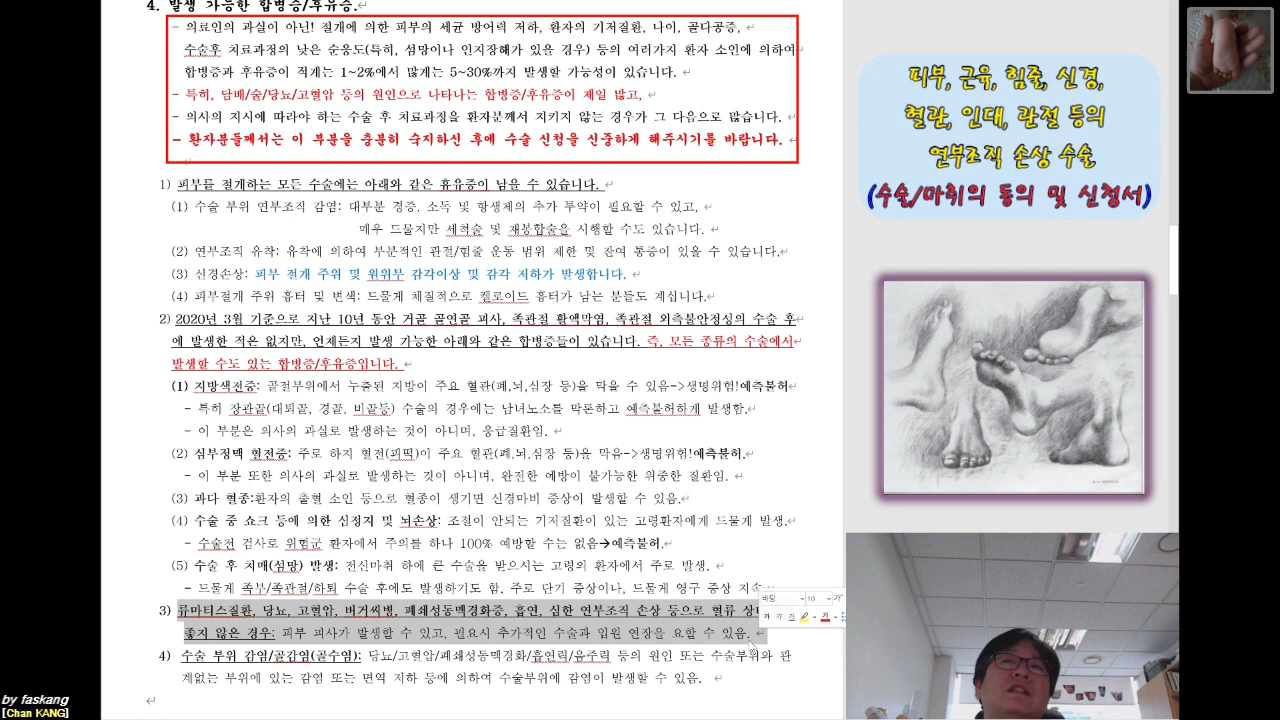 4. 발생 가능한 합병증/후유증.
- 의료인의 과실이 아닌! 절개에 의한 피부의 세균 방어력 저하, 환자의 기저질환, 나이, 골다공증,
수술후 치료과정의 낮은 순응도(특히, 섬망이나 인지장해가 있을 경우) 등의 여러가지 환자 소인에 의하여
합병증과 후유증이 적게는 1~2%에서 많게는 5~30%까지 발생할 가능성이 있습니다.
- 특히, 담배/술/당뇨/고혈압 등의 원인으로 나타나는 합병증/후유증이 제일 많고,
- 의사의 지시에 따라야 하는 수술 후 치료과정을 환자분께서 지키지 않는 경우가 그 다음으로 많습니다.
- 환자분들께서는 이 부분을 충분히 숙지하신 후에 수술 신청을 신중하게 해주시기를 바랍니다.
1) 피부를 절개하는 모든 수술에는 아래와 같은 휴유증이 남을 수 있습니다.
(1) 수술 부위 연부조직 감염: 대부분 경증. 소독 및 항생제의 추가 투약이 필요할 수 있고,
매우 드물지만 세척술 및 재봉합술을 시행할 수도 있습니다.
(2) 연부조직 유착: 유착에 의하여 부분적인 관절/힘줄 운동 범위 제한 및 잔여 통증이 있을 수 있습니다.
(3) 신경손상: 피부 절개 주위 및 원위부 감각이상 및 감각 저하가 발생합니다.
(4) 피부절개 주위 흉터 및 변색: 드물게 체질적으로 켈로이드 흉터가 남는 분들도 계십니다.
2) 2020년 3월 기준으로 지난 10년 동안 거골 골연골 괴사, 족관절 활액막염, 족관절 외측불안정성의 수술 후
에 발생한 적은 없지만, 언제든지 발생 가능한 아래와 같은 합병증들이 있습니다. 즉, 모든 종류의 수술에서
발생할 수도 있는 합병증/후유증입니다.
(1) 지방색전증: 골절부위에서 누출된 지방이 주요 혈관(폐,뇌,심장 등)을 막을 수 있음->생명위험!예측불허
- 특히 장관골(대퇴골, 경골, 비골등) 수술의 경우에는 남녀노소를 막론하고 예측불허하게 발생함.
- 이 부분은 의사의 과실로 발생하는 것이 아니며, 응급질환임.
(2) 심부정맥 혈전증: 주로 하지 혈전(피떡)이 주요 혈관(폐,뇌,심장 등)을 막음->생명위험!예측불허.
- 이 부분 또한 의사의 과실로 발생하는 것이 아니며, 완전한 예방이 불가능한 위중한 질환임.
(3) 과다 혈종:환자의 출혈 소인 등으로 혈종이 생기면 신경마비 증상이 발생할 수 있음.
(4) 수술 중 쇼크 등에 의한 심정지 및 뇌손상: 조절이 안되는 기저질환이 있는 고령환자에게 드물게 발생.
- 수술전 검사로 위험군 환자에서 주의를 하나 100% 예방할 수는 없음→예측불허.
(5) 수술 후 치매(섬망) 발생: 전신마취 하에 큰 수술을 받으시는 고령의 환자에서 주로 발생.
- 드물게 족부/족관절/하퇴 수술 후에도 발생하기도 함. 주로 단기 증상이나, 드물게 영구 증상 지속
3) 류마티스질환, 당뇨, 고혈압, 버거씨병, 폐쇄성동맥경화증, 흡연, 심한 연부조직 손상 등으로 혈류
좋지 않은 경우: 피부 피사가 발생할 수 있고, 필요시 추가적인 수술과 입원 연장을 요할 수 있음.
4) 수술 부위 감염/골감염(골수염): 당뇨/고혈압/폐쇄성동맥경화/흡연력/음주력 등의 원인 또는 수술부위와 관
계없는 부위에 있는 감염 또는 면역 저하 등에 의하여 수술부위에 감염이 발생할 수 있음.
피부, 근육, 힘줄, 신경,
혈관, 인대, 관절 등의
연부조직 손상 수술
(수술/마취의 동의 및 신청서)
바탕 10
가 가 가 가
by faskang
[Chan KANG]